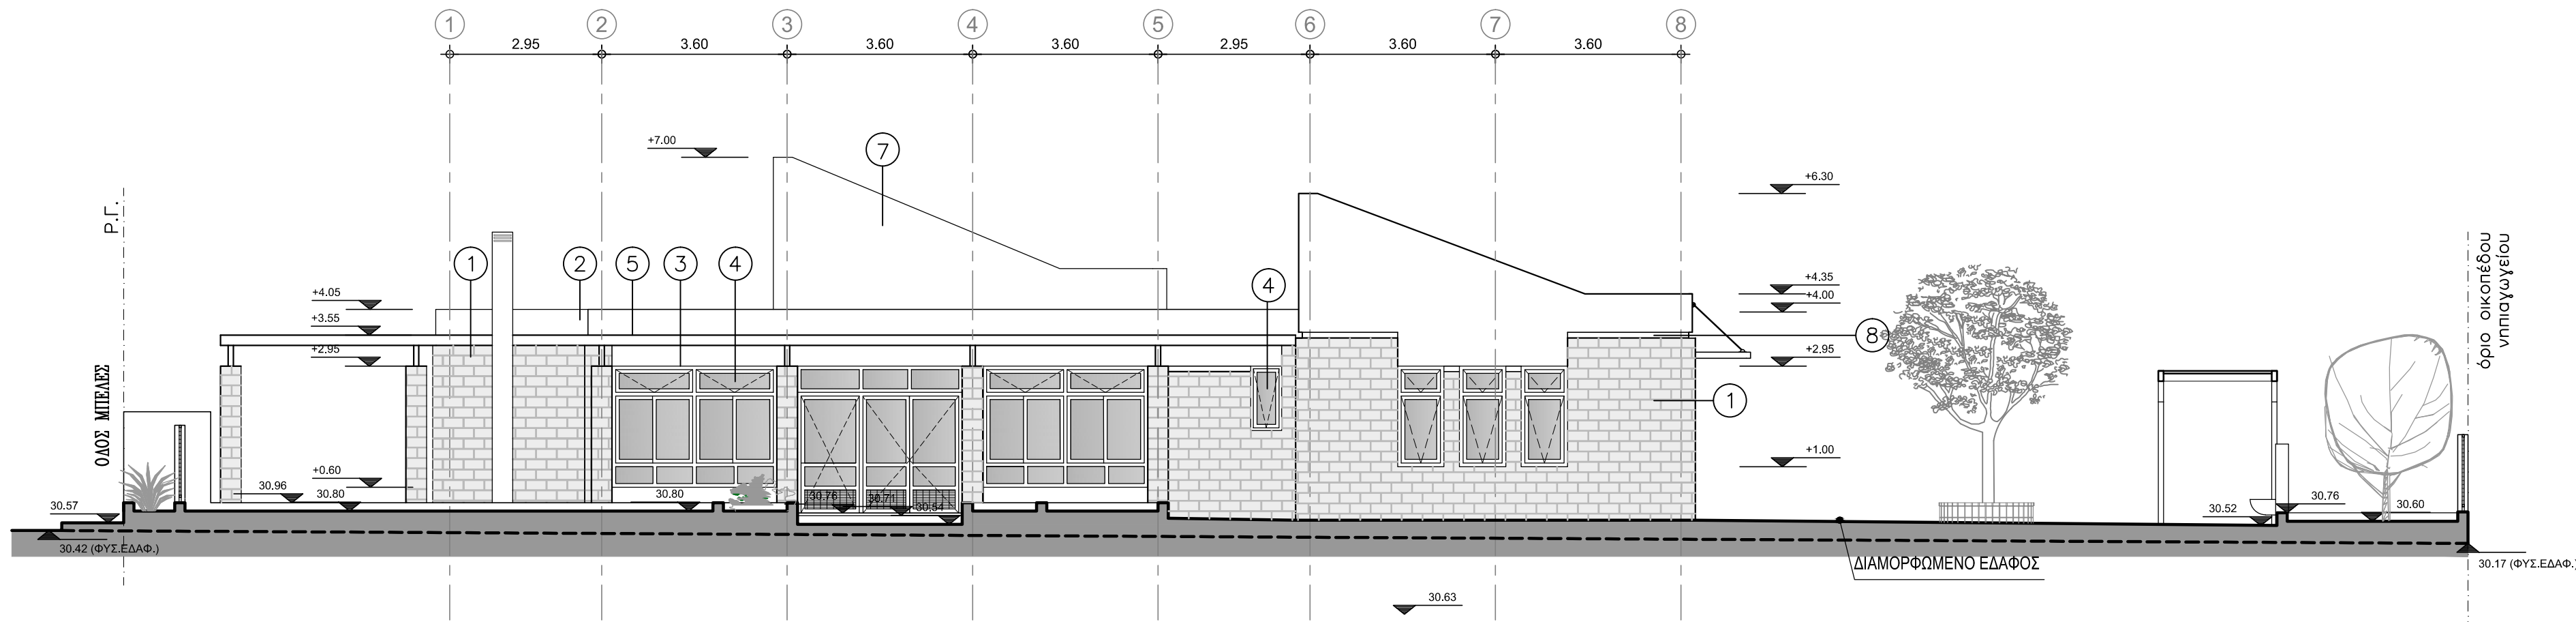 1 2 3 4 5 6 7 8
2.95 3.60 3.60 3.60 2.95 3.60 3.60
+7.00
7
+6.30
Ρ.Γ.
όριο οικοπέδου
νηπιαγωγείου
1 2 5 3 4
4
+4.05
+4.35
+4.00
+3.55
8
+2.95
+2.95
ΟΔΟΣ ΜΠΕΛΕΣ
1
+1.00
+0.60
30.96
30.80
30.80
30.76
30.71
30.54
30.57
30.52
30.76
30.60
30.42 (ΦΥΣ.ΕΔΑΦ.)
ΔΙΑΜΟΡΦΩΜΕΝΟ ΕΔΑΦΟΣ
30.17 (ΦΥΣ.ΕΔΑΦ.)
30.63